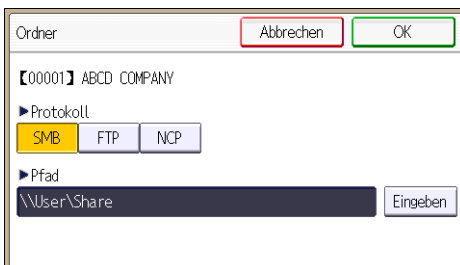 Ordner Abbrechen OK
【00001】 ABCD COMPANY
►Protokoll
SMB FTP NCP
►Pfad
\\User\Share Eingeben